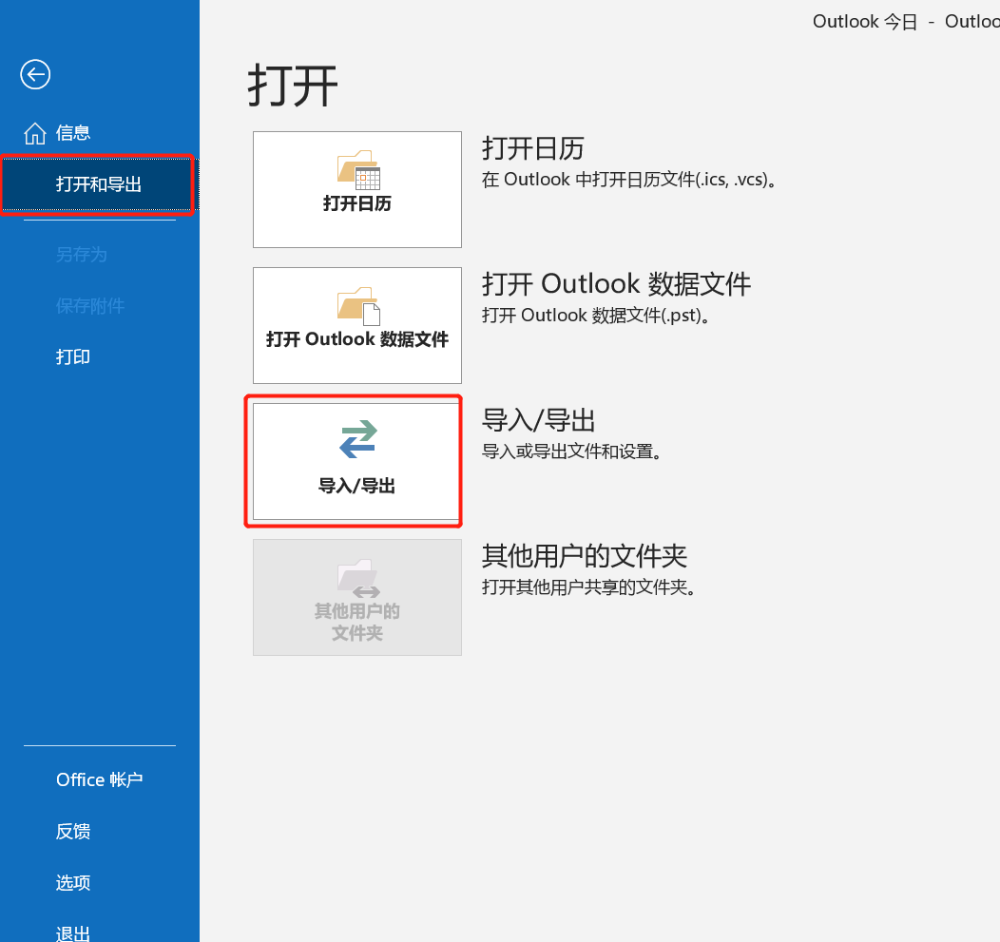 Outlook 今日 - Outloo
信息
打开和导出
另存为
保存附件
打印
Office 帐户
反馈
选项
退出
打开
打开日历
打开日历
在 Outlook 中打开日历文件(.ics, .vcs)。
打开 Outlook 数据文件
打开 Outlook 数据文件
打开 Outlook 数据文件(.pst)。
导入/导出
导入/导出
导入或导出文件和设置。
其他用户的
文件夹
其他用户的文件夹
打开其他用户共享的文件夹。